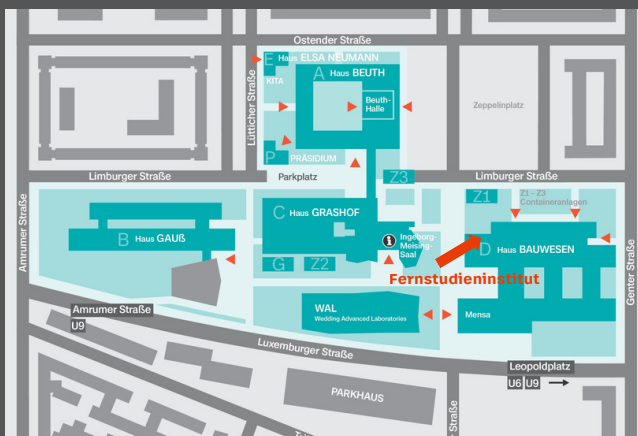 Ostender Straße
E Haus ELSA NEUMANN
A Haus BEUTH
KITA
Lütticher Straße
Beuth-
Halle
Zeppelinplatz
P PRÄSIDIUM
Limburger Straße
Parkplatz
Z3
Limburger Straße
Z1
Z1 - Z3
Containeranlagen
Amrumer Straße
B Haus GAUß
C Haus GRASHOF
i
Ingeborg-
Meising-
Saal
D Haus BAUWESEN
Genter Straße
G
Z2
Fernstudieninstitut
Amrumer Straße
U9
WAL
Wedding Advanced Laboratories
Mensa
Luxemburger Straße
Leopoldplatz
U6 U9
PARKHAUS
Straße